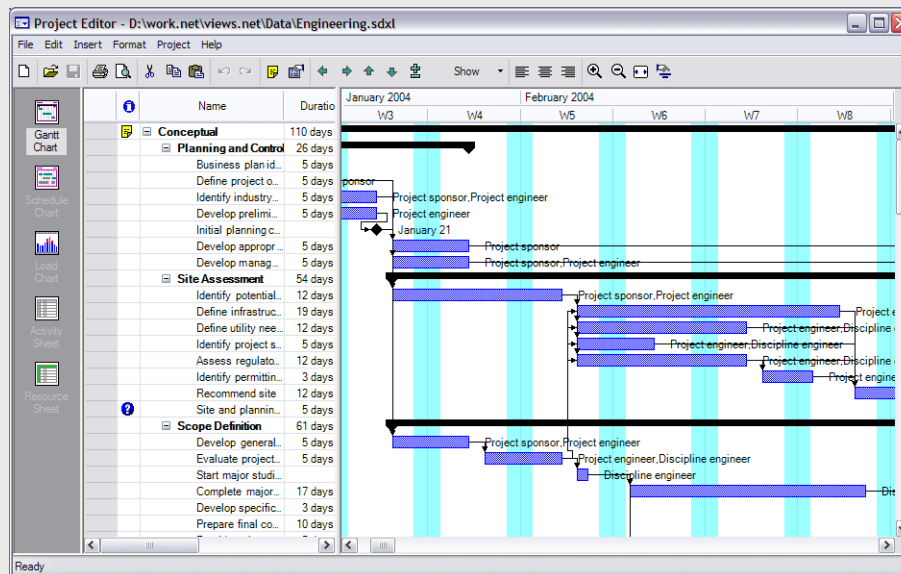 Project Editor - D:\work.net\views.net\Data\Engineering.sdxl
File Edit Insert Format Project Help
Show
Gantt Chart
Schedule Chart
Load Chart
Activity Sheet
Resource Sheet
Name Duratio
January 2004 February 2004
W3 W4 W5 W6 W7 W8
Conceptual 110 days
Planning and Control 26 days
Business plan id... 5 days
Define project o... 5 days ponsor
Identify industry... 5 days Project sponsor,Project engineer
Develop prelimi... 5 days Project engineer
Initial planning c... January 21
Develop appropr... 5 days Project sponsor
Develop manag... 5 days Project sponsor,Project engineer
Site Assessment 54 days
Identify potential... 12 days Project sponsor,Project engineer
Define infrastruc... 19 days Project e
Define utility nee... 12 days Project engineer,Discipline e
Identify project s... 5 days Project engineer,Discipline engineer
Assess regulato... 12 days Project engineer,Discipline e
Identify permittin... 3 days Project engine
Recommend site 12 days
Site and plannin... 5 days
Scope Definition 61 days
Develop general... 5 days Project sponsor,Project engineer
Evaluate project... 5 days Project engineer,Discipline engineer
Start major studi... Discipline engineer
Complete major... 17 days Dis
Develop specific... 3 days
Prepare final co... 10 days
Ready